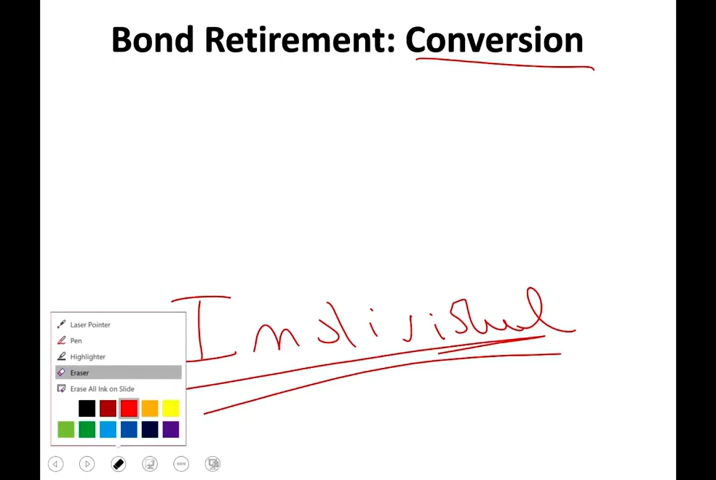 Bond Retirement: Conversion
Individual
Laser Pointer
Pen
Highlighter
Eraser
Erase All Ink on Slide